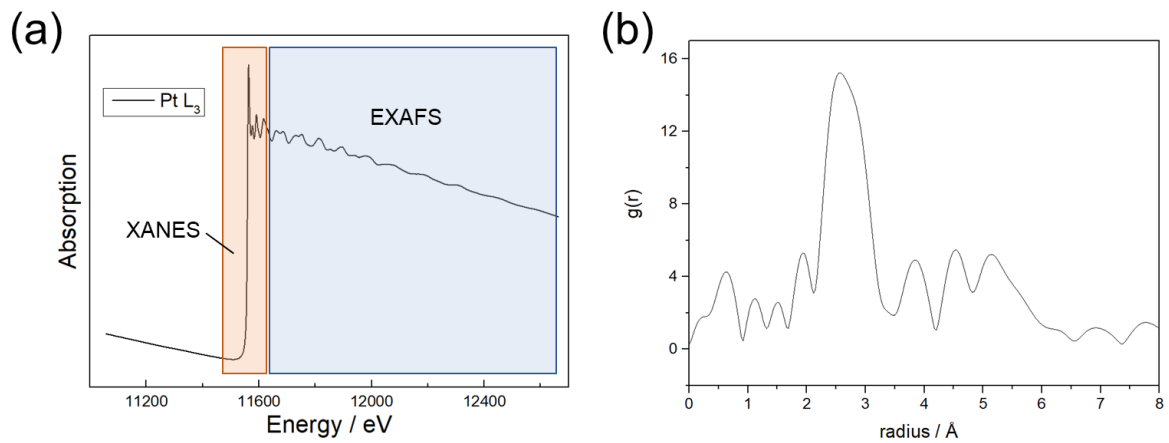 (a)
Pt L₃
EXAFS
XANES
Absorption
11200
11600
12000
12400
Energy / eV
(b)
16
12
8
4
0
g(r)
0
1
2
3
4
5
6
7
8
radius / Å